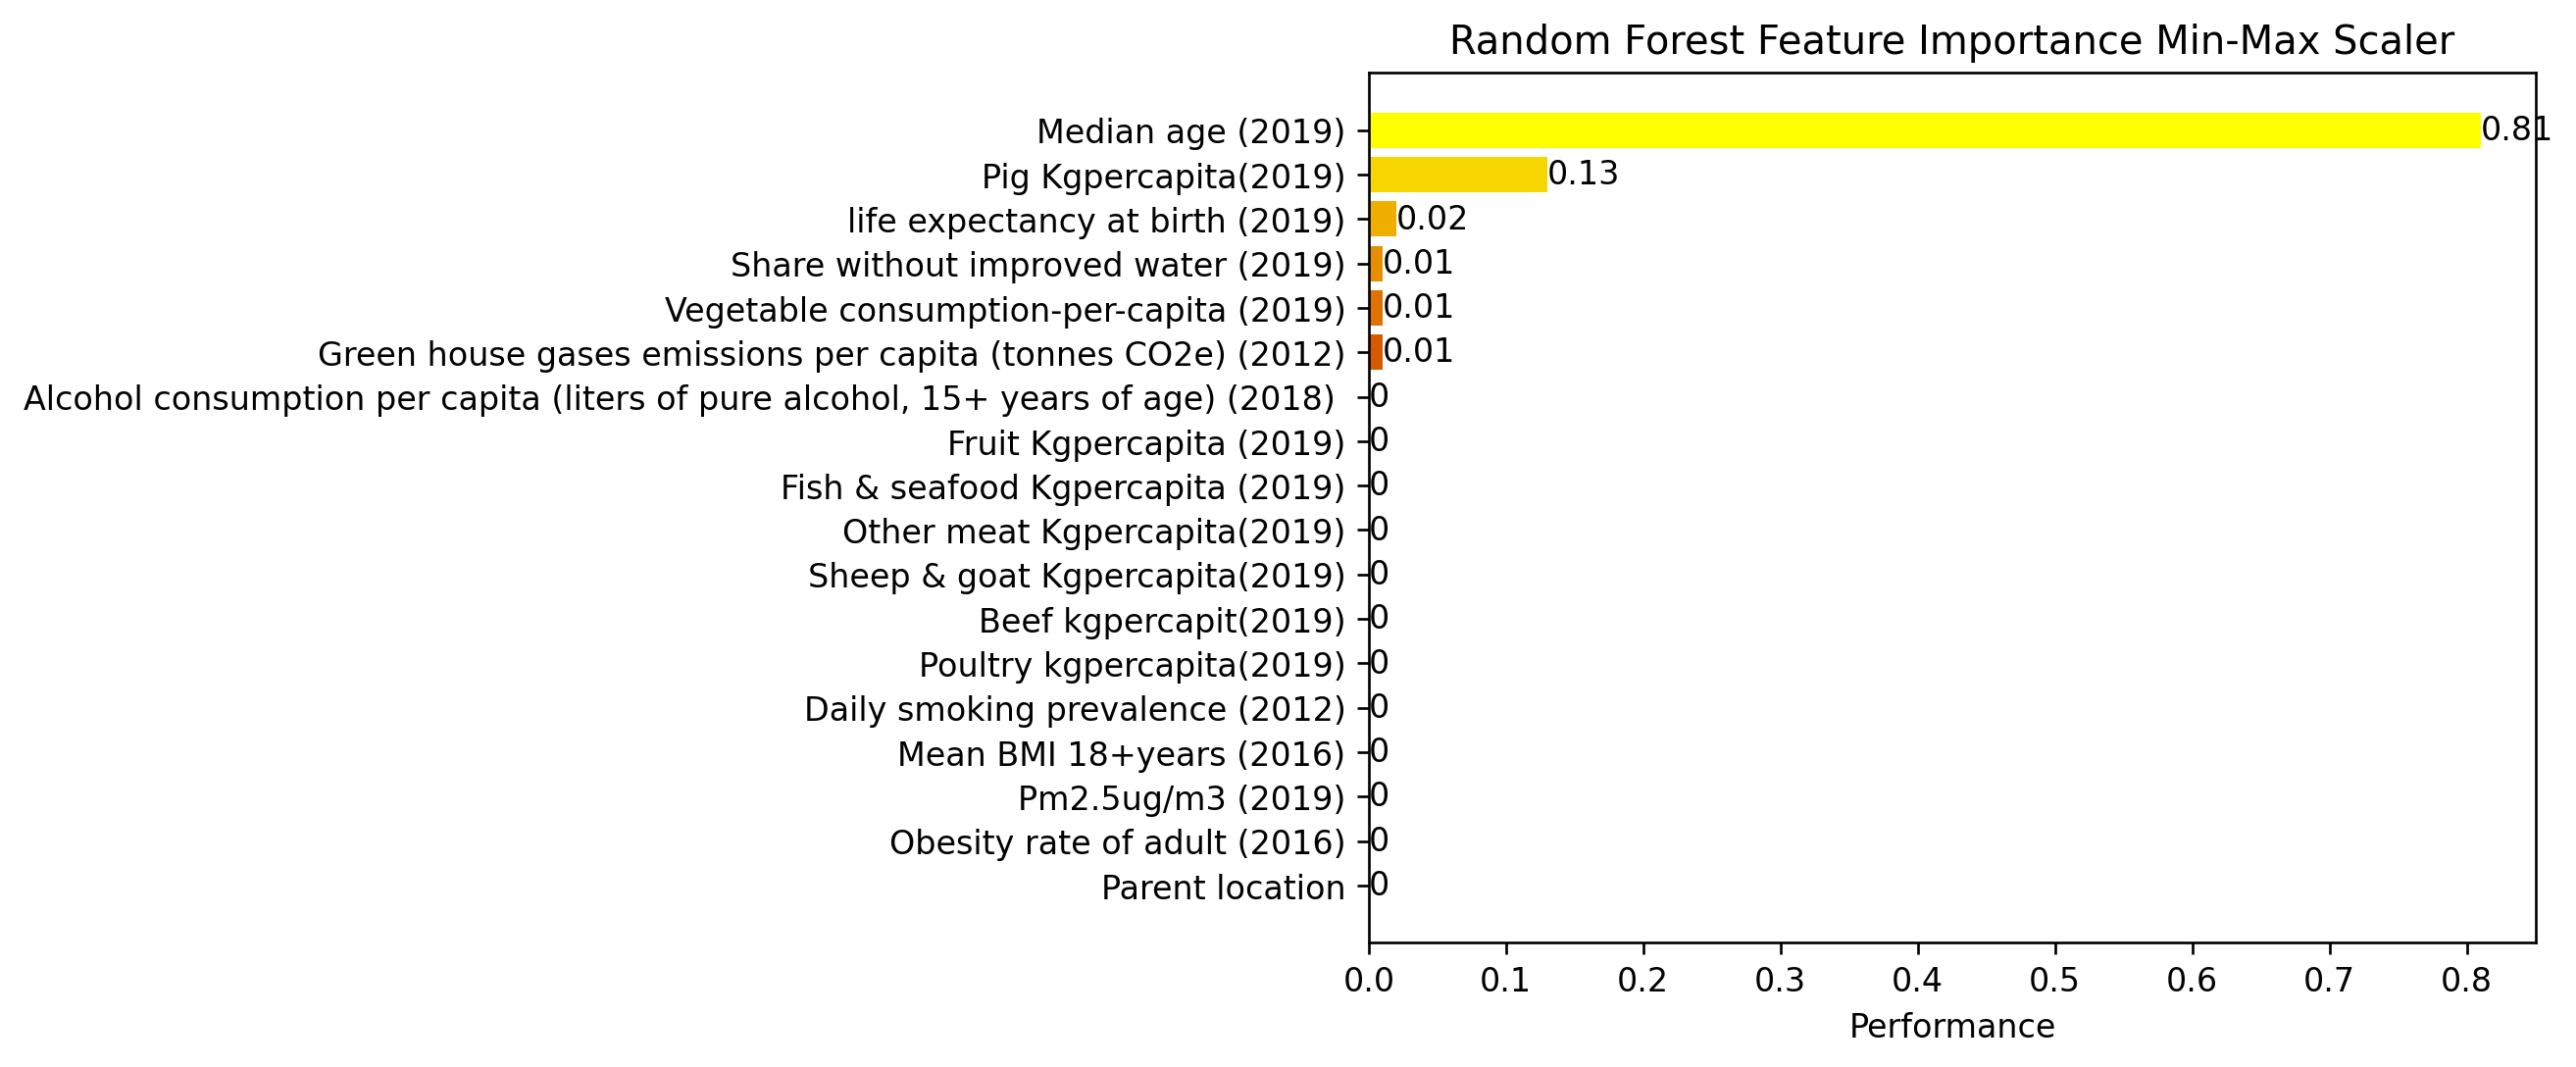 Random Forest Feature Importance Min-Max Scaler
Median age (2019) 0.81
Pig Kgpercapita(2019) 0.13
life expectancy at birth (2019) 0.02
Share without improved water (2019) 0.01
Vegetable consumption-per-capita (2019) 0.01
Green house gases emissions per capita (tonnes CO2e) (2012) 0.01
Alcohol consumption per capita (liters of pure alcohol, 15+ years of age) (2018) 0
Fruit Kgpercapita (2019) 0
Fish & seafood Kgpercapita (2019) 0
Other meat Kgpercapita(2019) 0
Sheep & goat Kgpercapita(2019) 0
Beef kgpercapit(2019) 0
Poultry kgpercapita(2019) 0
Daily smoking prevalence (2012) 0
Mean BMI 18+years (2016) 0
Pm2.5ug/m3 (2019) 0
Obesity rate of adult (2016) 0
Parent location 0
0.0 0.1 0.2 0.3 0.4 0.5 0.6 0.7 0.8
Performance